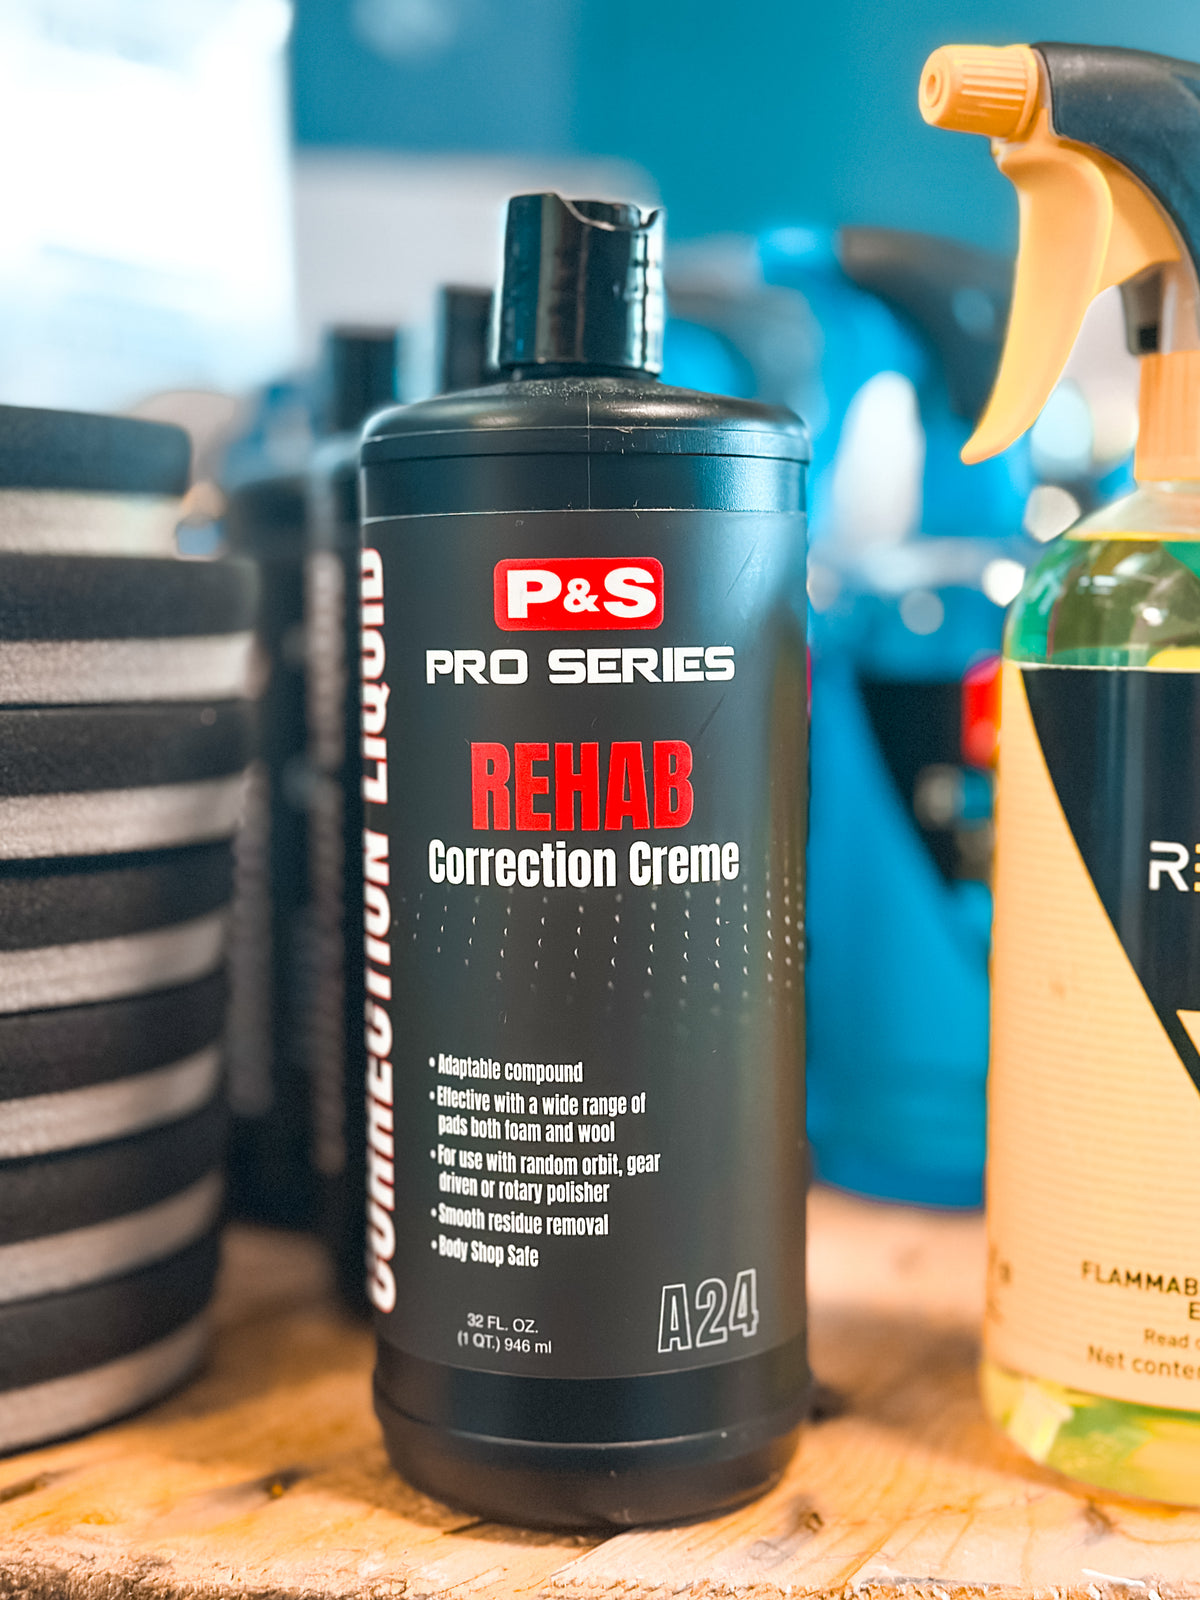 P&S
PRO SERIES
REHAB
Correction Creme
CORRECTION LIQUID
• Adaptable compound
• Effective with a wide range of
pads both foam and wool
• For use with random orbit, gear
driven or rotary polisher
• Smooth residue removal
• Body Shop Safe
32 FL. OZ.
(1 QT.) 946 ml
A24
FLAMMAB
Read
Net conte